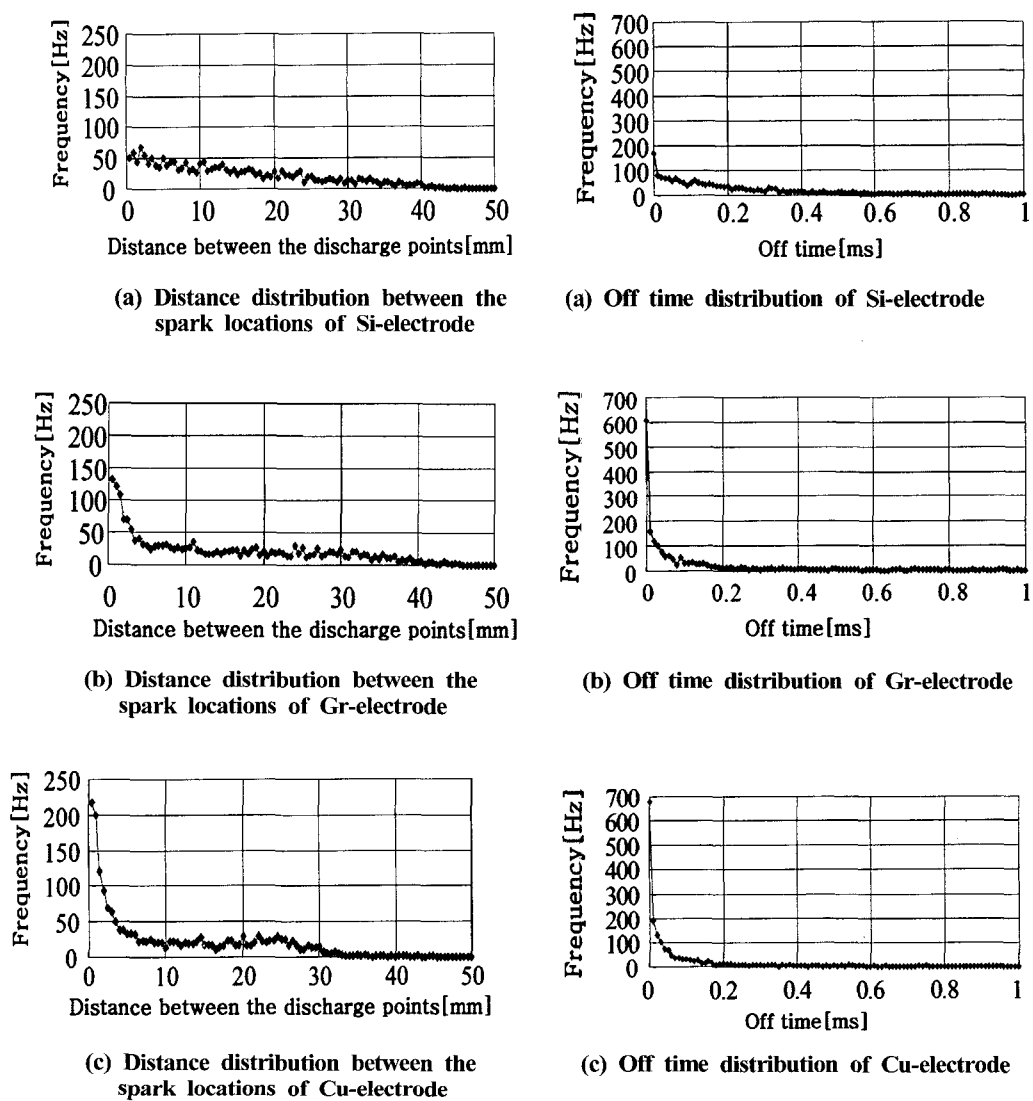 Frequency[Hz]
250
200
150
100
50
0
0 10 20 30 40 50
Distance between the discharge points[mm]
(a) Distance distribution between the
spark locations of Si-electrode
Frequency[Hz]
700
600
500
400
300
200
100
0
0 0.2 0.4 0.6 0.8 1
Off time[ms]
(a) Off time distribution of Si-electrode
Frequency[Hz]
250
200
150
100
50
0
0 10 20 30 40 50
Distance between the discharge points[mm]
(b) Distance distribution between the
spark locations of Gr-electrode
Frequency[Hz]
700
600
500
400
300
200
100
0
0 0.2 0.4 0.6 0.8 1
Off time[ms]
(b) Off time distribution of Gr-electrode
Frequency[Hz]
250
200
150
100
50
0
0 10 20 30 40 50
Distance between the discharge points[mm]
(c) Distance distribution between the
spark locations of Cu-electrode
Frequency[Hz]
700
600
500
400
300
200
100
0
0 0.2 0.4 0.6 0.8 1
Off time[ms]
(c) Off time distribution of Cu-electrode